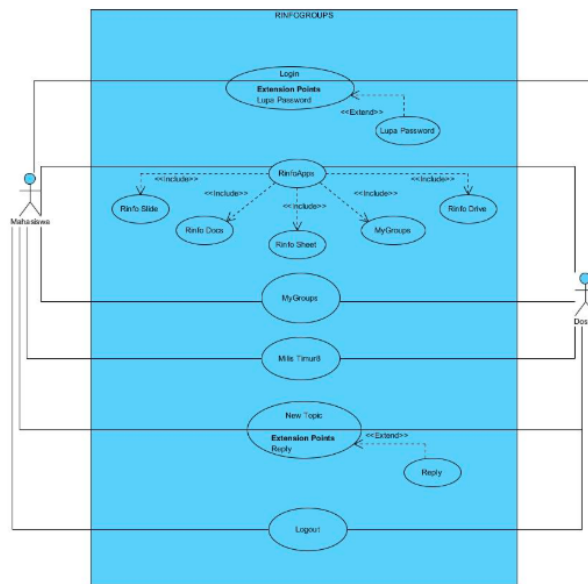 RINFOGROUPS
Login
Extension Points
Lupa Password
<<Extend>>
Lupa Password
RinfoApps
<<Include>>
<<Include>>
<<Include>>
<<Include>>
<<Include>>
Rinfo Slide
Rinfo Docs
Rinfo Sheet
MyGroups
Rinfo Drive
Mahasiswa
MyGroups
Dos
Milis Timur8
New Topic
Extension Points
Reply
<<Extend>>
Reply
Logout